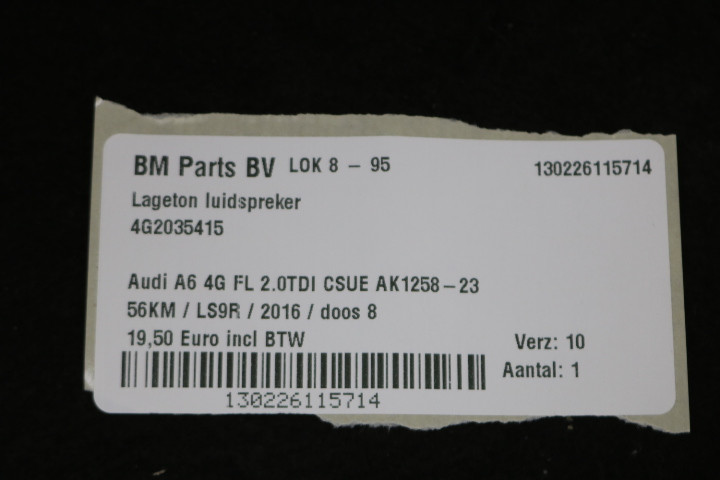 BM Parts BV LOK 8 - 95 130226115714
Lageton luidspreker
4G2035415
Audi A6 4G FL 2.0TDI CSUE AK1258-23
56KM / LS9R / 2016 / doos 8
19,50 Euro incl BTW Verz: 10
Aantal: 1
130226115714